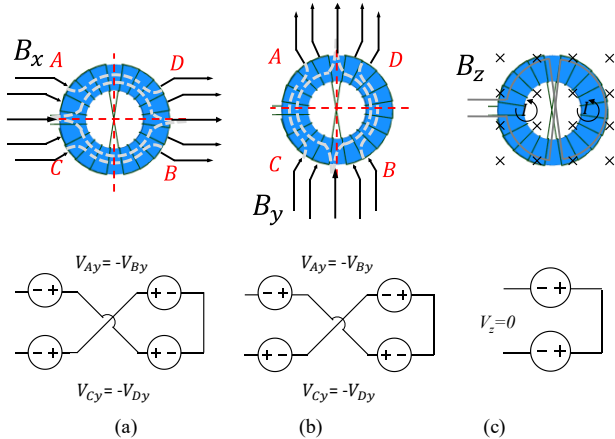 B_x
A
D
C
B
A
D
C
B
B_y
B_z
I
I
V_Ay = -V_By
- +
+ -
- +
+ -
V_Cy = -V_Dy
V_Ay = -V_By
- +
- +
+ -
+ -
V_Cy = -V_Dy
- +
V_z=0
- +
(a)
(b)
(c)